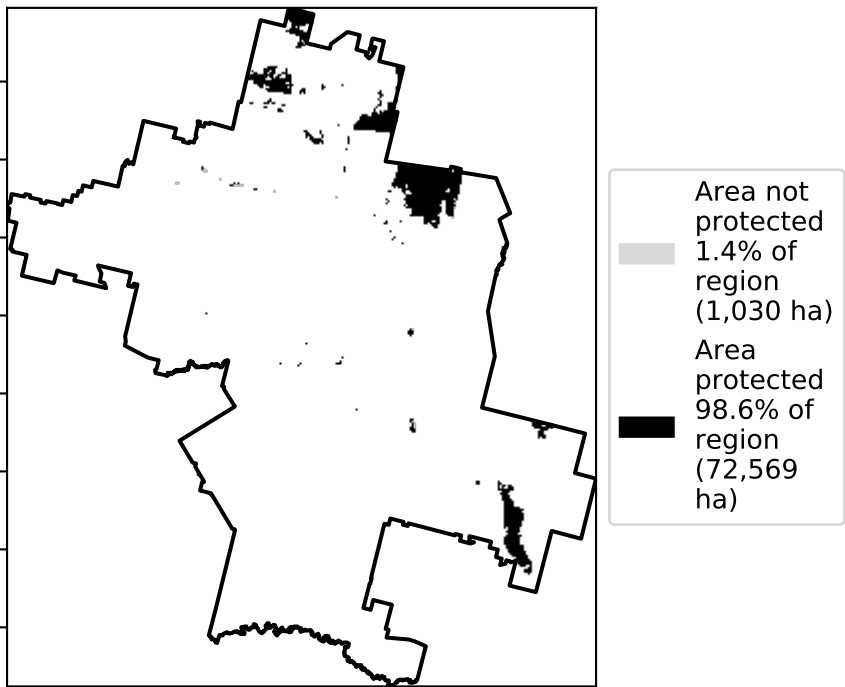 Area not
protected
1.4% of
region
(1,030 ha)
Area
protected
98.6% of
region
(72,569
ha)